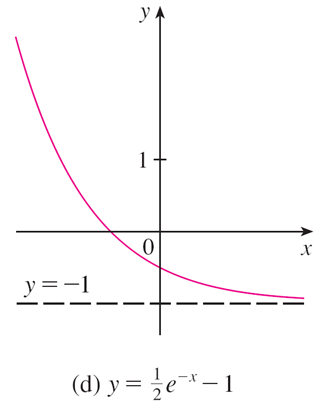 y
1
0
x
y = −1
(d) y = ½e⁻ˣ − 1